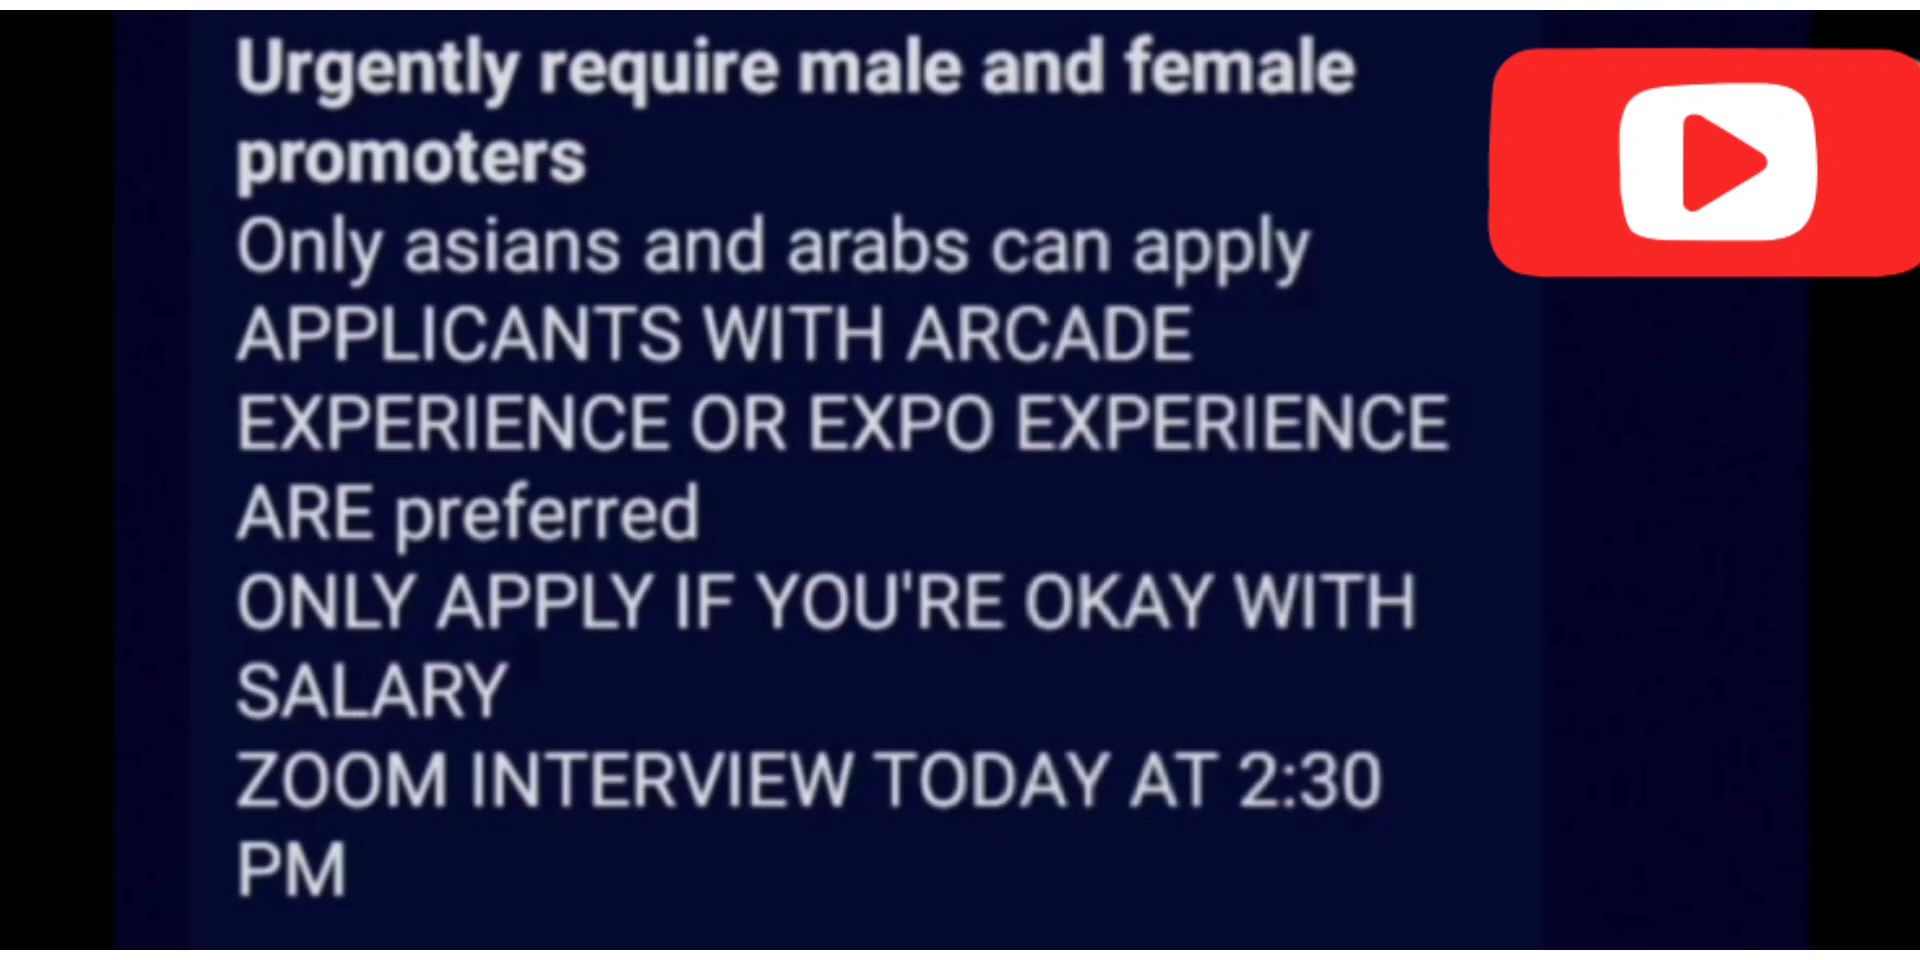 Urgently require male and female
promoters
Only asians and arabs can apply
APPLICANTS WITH ARCADE
EXPERIENCE OR EXPO EXPERIENCE
ARE preferred
ONLY APPLY IF YOU'RE OKAY WITH
SALARY
ZOOM INTERVIEW TODAY AT 2:30
PM